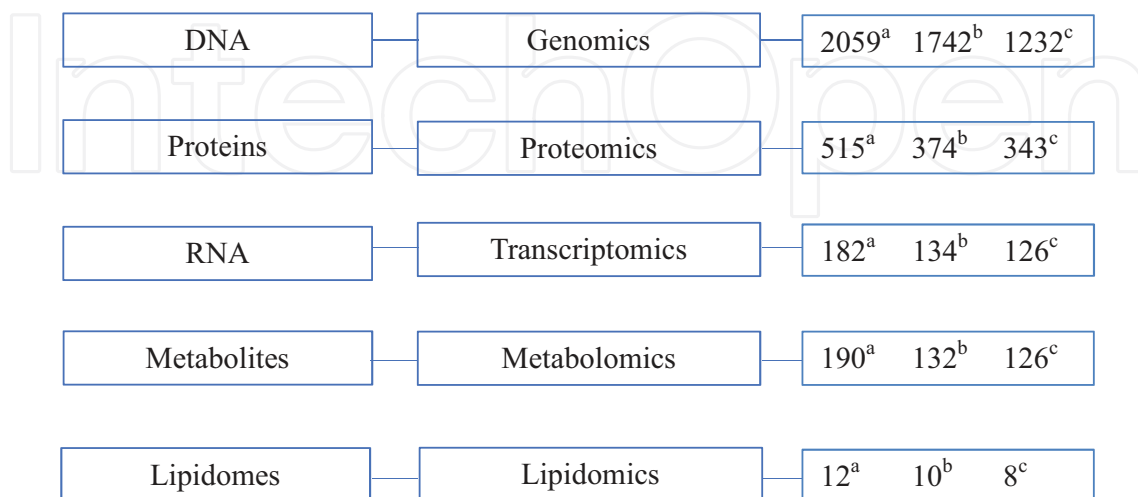 IntechOpen
DNA Genomics 2059ᵃ 1742ᵇ 1232ᶜ
Proteins Proteomics 515ᵃ 374ᵇ 343ᶜ
RNA Transcriptomics 182ᵃ 134ᵇ 126ᶜ
Metabolites Metabolomics 190ᵃ 132ᵇ 126ᶜ
Lipidomes Lipidomics 12ᵃ 10ᵇ 8ᶜ